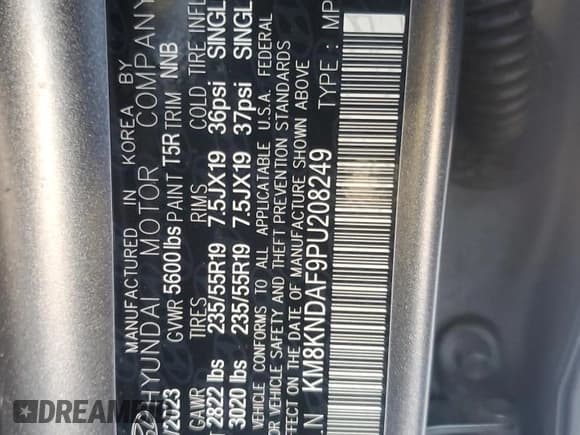 MANUFACTURED IN KOREA BY
HYUNDAI MOTOR COMPANY
/2023 GVWR 5600lbs PAINT T5R TRIM NNB
GAWR TIRES RIMS COLD TIRE INFL
T 2822 lbs 235/55R19 7.5JX19 36psi SINGL
3020 lbs 235/55R19 7.5JX19 37psi SINGL
VEHICLE CONFORMS TO ALL APPLICABLE U.S.A. FEDERAL
OR VEHICLE SAFETY AND THEFT PREVENTION STANDARDS
EFFECT ON THE DATE OF MANUFACTURE SHOWN ABOVE
I.N KM8KNDAF9PU208249 TYPE : MP
DREAM